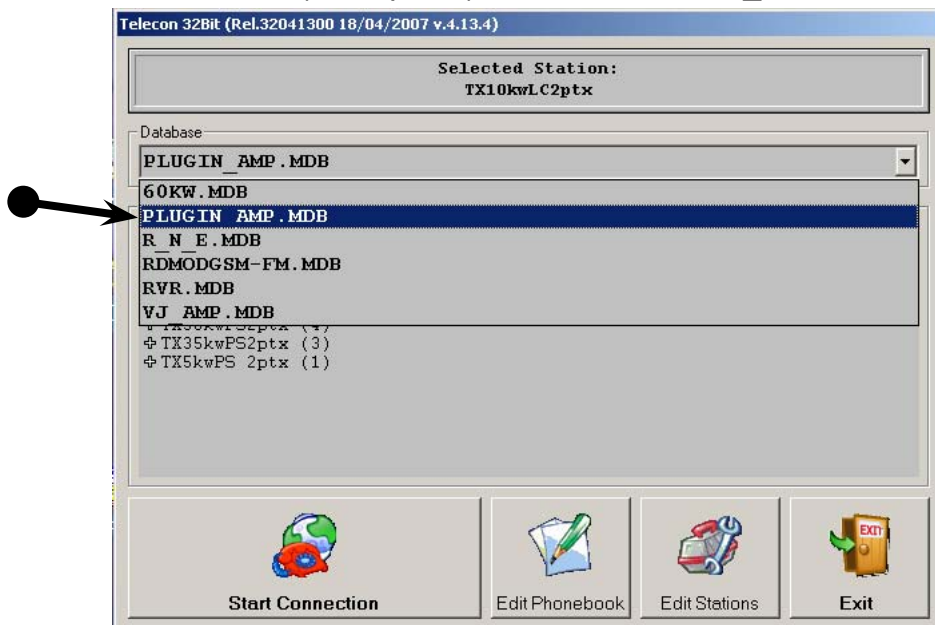 Telecon 32Bit (Rel.32041300 18/04/2007 v.4.13.4)
Selected Station:
TX10kwLC2ptx
Database
PLUGIN_AMP.MDB
60KW.MDB
PLUGIN_AMP.MDB
R_N_E.MDB
RDMODGSM-FM.MDB
RVR.MDB
VJ_AMP.MDB
TX35kwPS2ptx (3)
TX5kwPS 2ptx (1)
EXIT
Start Connection
Edit Phonebook
Edit Stations
Exit